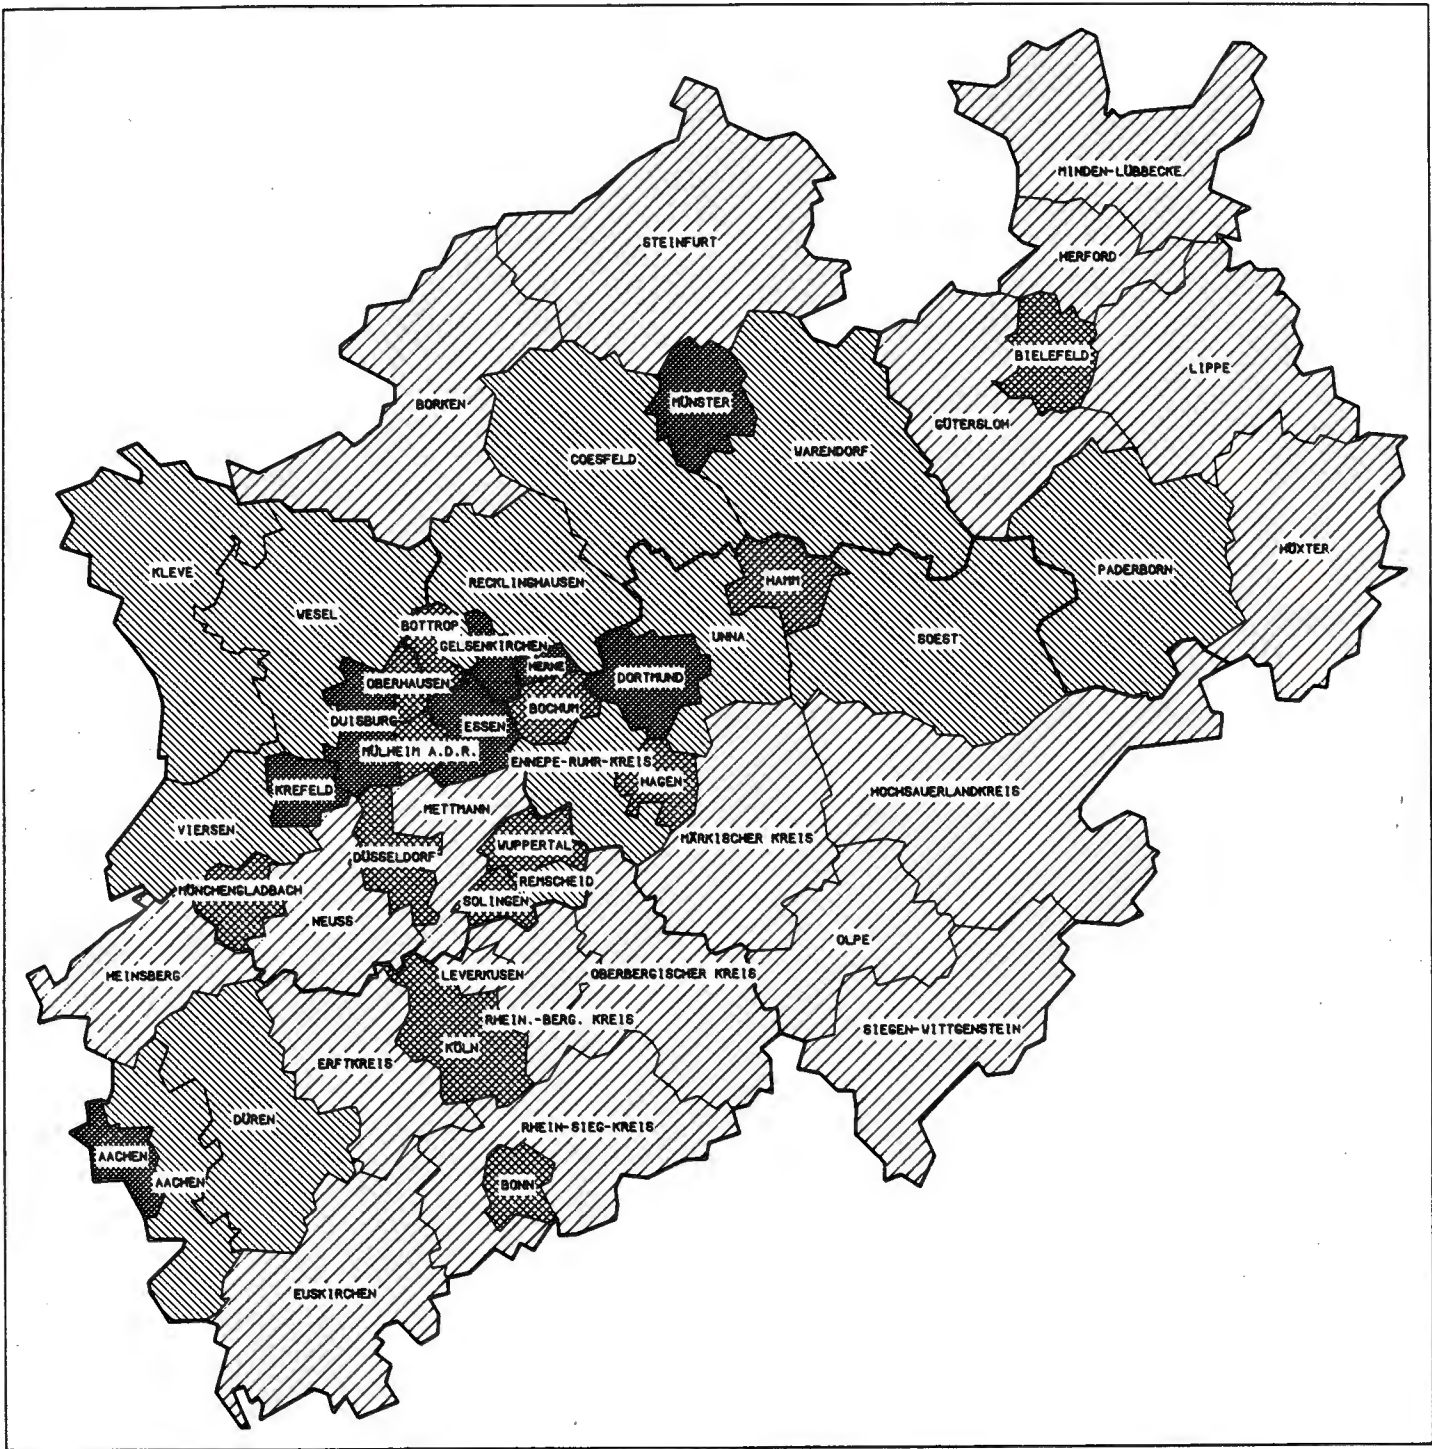 MINDEN-LÜBBECKE
STEINFURT
HERFORD
BIELEFELD
LIPPE
MÜNSTER
BORKEN
GÜTERSLOH
WARENDORF
COESFELD
HÖXTER
PADERBORN
KLEVE
RECKLINGHAUSEN
HAMM
WESEL
BOTTROP
UNNA
SOEST
GELSENKIRCHEN
HERNE
DORTMUND
OBERHAUSEN
BOCHUM
DUISBURG
ESSEN
MÜLHEIM A.D.R.
ENNEPE-RUHR-KREIS
HAGEN
KREFELD
HOCHSAUERLANDKREIS
METTMANN
VIERSEN
MÄRKISCHER KREIS
WUPPERTAL
DÜSSELDORF
REMSCHEID
MÖNCHENGLADBACH
SOLINGEN
NEUSS
OLPE
HEINSBERG
LEVERKUSEN
OBERBERGISCHER KREIS
RHEIN.-BERG. KREIS
SIEGEN-WITTGENSTEIN
KÖLN
ERFTKREIS
DÜREN
RHEIN-SIEG-KREIS
AACHEN
AACHEN
BONN
EUSKIRCHEN